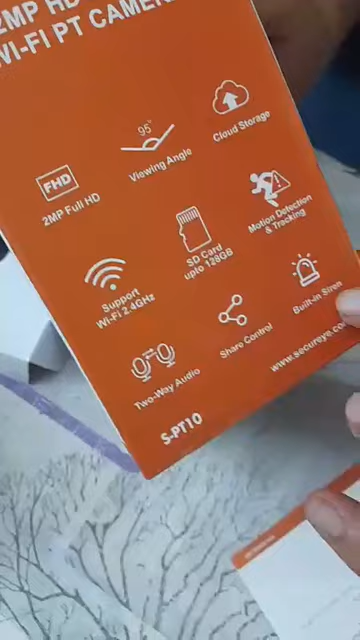 2MP HD
WI-FI PT CAMERA
95°
Viewing Angle
Cloud Storage
FHD
2MP Full HD
SD Card
upto 128GB
Motion Detection
& Tracking
Support
Wi-Fi 2.4GHz
Share Control
Built-in Siren
Two-Way Audio
www.secureye.co
S-PT10